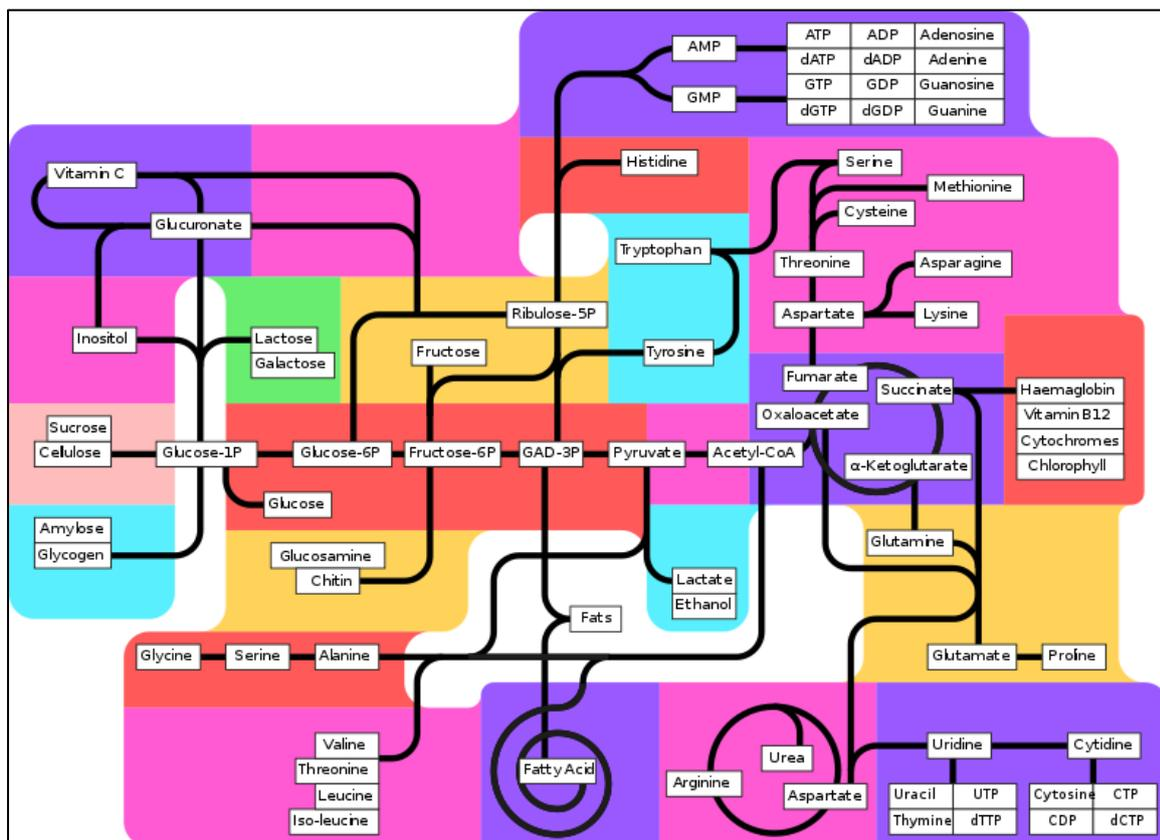 AMP
ATP ADP Adenosine
dATP dADP Adenine
GMP
GTP GDP Guanosine
dGTP dGDP Guanine
Vitamin C
Histidine
Serine
Methionine
Glucuronate
Cysteine
Tryptophan
Threonine
Asparagine
Ribulose-5P
Aspartate
Lysine
Inositol
Lactose
Galactose
Fructose
Tyrosine
Fumarate
Succinate
Haemaglobin
Vitamin B12
Cytochromes
Chlorophyll
Oxaloacetate
α-Ketoglutarate
Sucrose
Cellulose
Glucose-1P
Glucose-6P
Fructose-6P
GAD-3P
Pyruvate
Acetyl-CoA
Glucose
Amylose
Glycogen
Glucosamine
Chitin
Glutamine
Lactate
Ethanol
Fats
Glycine
Serine
Alanine
Glutamate
Proline
Valine
Threonine
Leucine
Iso-leucine
Fatty Acid
Urea
Arginine
Aspartate
Uridine
Cytidine
Uracil UTP
Thymine dTTP
Cytosine CTP
CDP dCTP